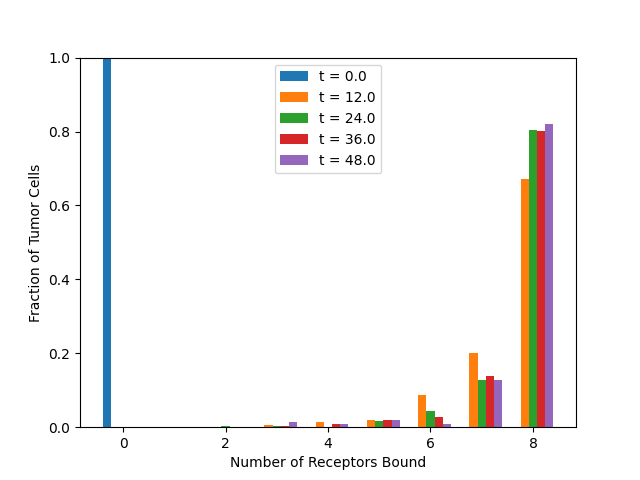 1.0
0.8
0.6
0.4
0.2
0.0
Fraction of Tumor Cells
t = 0.0
t = 12.0
t = 24.0
t = 36.0
t = 48.0
0 2 4 6 8
Number of Receptors Bound